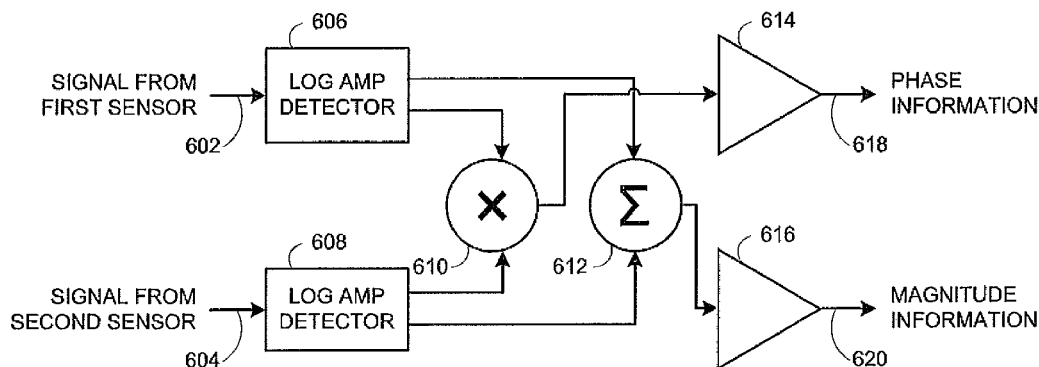 606
614
SIGNAL FROM
FIRST SENSOR
LOG AMP
DETECTOR
PHASE
INFORMATION
602
618
×
Σ
608
610
612
616
SIGNAL FROM
SECOND SENSOR
LOG AMP
DETECTOR
MAGNITUDE
INFORMATION
604
620